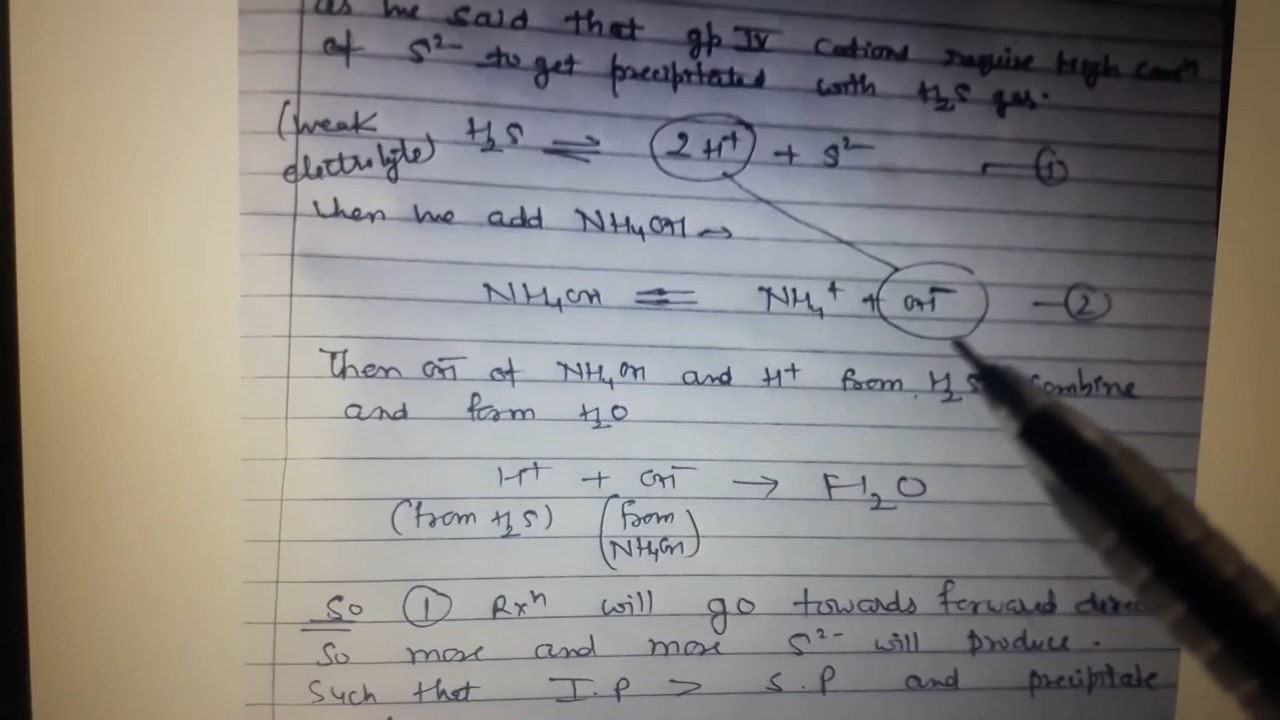 as we said that gp IV cations require high concn
of S²⁻ to get precipitated with H₂S gas.
(weak electrolyte) H₂S ⇌ 2H⁺ + S²⁻ —①
when we add NH₄OH →
NH₄OH ⇌ NH₄⁺ + OH⁻ —②
Then OH⁻ of NH₄OH and H⁺ from H₂S combine
and form H₂O
H⁺ + OH⁻ → H₂O
(from H₂S) (from NH₄OH)
So ① Rxⁿ will go towards forward
So more and more S²⁻ will produce.
Such that I.P > S.P and precipitate